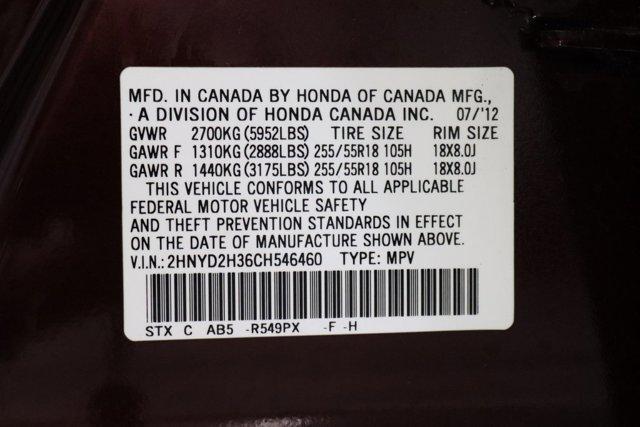 MFD. IN CANADA BY HONDA OF CANADA MFG.,
· A DIVISION OF HONDA CANADA INC. 07/'12
GVWR 2700KG (5952LBS) TIRE SIZE RIM SIZE
GAWR F 1310KG (2888LBS) 255/55R18 105H 18X8.0J
GAWR R 1440KG (3175LBS) 255/55R18 105H 18X8.0J
THIS VEHICLE CONFORMS TO ALL APPLICABLE
FEDERAL MOTOR VEHICLE SAFETY
AND THEFT PREVENTION STANDARDS IN EFFECT
ON THE DATE OF MANUFACTURE SHOWN ABOVE.
V.I.N.: 2HNYD2H36CH546460 TYPE: MPV
STX C AB5 -R549PX -F -H